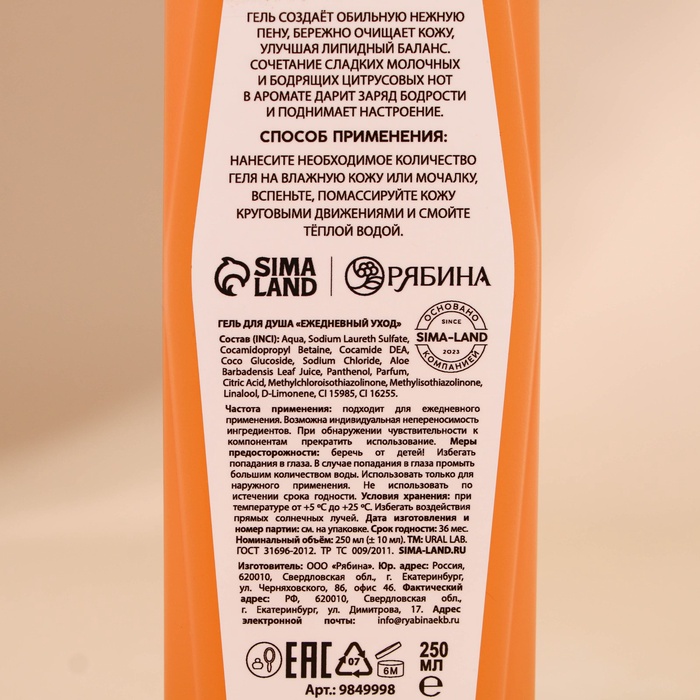 ГЕЛЬ СОЗДАЁТ ОБИЛЬНУЮ НЕЖНУЮ
ПЕНУ, БЕРЕЖНО ОЧИЩАЕТ КОЖУ,
УЛУЧШАЯ ЛИПИДНЫЙ БАЛАНС.
СОЧЕТАНИЕ СЛАДКИХ МОЛОЧНЫХ
И БОДРЯЩИХ ЦИТРУСОВЫХ НОТ
В АРОМАТЕ ДАРИТ ЗАРЯД БОДРОСТИ
И ПОДНИМАЕТ НАСТРОЕНИЕ.
СПОСОБ ПРИМЕНЕНИЯ:
НАНЕСИТЕ НЕОБХОДИМОЕ КОЛИЧЕСТВО
ГЕЛЯ НА ВЛАЖНУЮ КОЖУ ИЛИ МОЧАЛКУ,
ВСПЕНЬТЕ, ПОМАССИРУЙТЕ КОЖУ
КРУГОВЫМИ ДВИЖЕНИЯМИ И СМОЙТЕ
ТЁПЛОЙ ВОДОЙ.
SIMA
LAND
РЯБИНА
ОСНОВАНО
SINCE
SIMA-LAND
2023
КОМПАНИЕЙ
ГЕЛЬ ДЛЯ ДУША «ЕЖЕДНЕВНЫЙ УХОД»
Состав (INCI): Aqua, Sodium Laureth Sulfate,
Cocamidopropyl Betaine, Cocamide DEA,
Coco Glucoside, Sodium Chloride, Aloe
Barbadensis Leaf Juice, Panthenol, Parfum,
Citric Acid, Methylchloroisothiazolinone, Methylisothiazolinone,
Linalool, D-Limonene, CI 15985, CI 16255.
Частота применения: подходит для ежедневного
применения. Возможна индивидуальная непереносимость
ингредиентов. При обнаружении чувствительности к
компонентам прекратить использование. Меры
предосторожности: беречь от детей! Избегать
попадания в глаза. В случае попадания в глаза промыть
большим количеством воды. Использовать только для
наружного применения. Не использовать по
истечении срока годности. Условия хранения: при
температуре от +5 ºС до +25 ºС. Избегать воздействия
прямых солнечных лучей. Дата изготовления и
номер партии: см. на упаковке. Срок годности: 36 мес.
Номинальный объём: 250 мл (± 10 мл). ТМ: URAL LAB.
ГОСТ 31696-2012. ТР ТС 009/2011. SIMA-LAND.RU
Изготовитель: ООО «Рябина». Юр. адрес: Россия,
620010, Свердловская обл., г. Екатеринбург,
ул. Черняховского, 86, офис 46. Фактический
адрес: РФ, 620010, Свердловская обл.,
г. Екатеринбург, ул. Димитрова, 17. Адрес
электронной почты: info@ryabinaekb.ru
EAC
07
6М
250
МЛ
Арт.: 9849998
℮